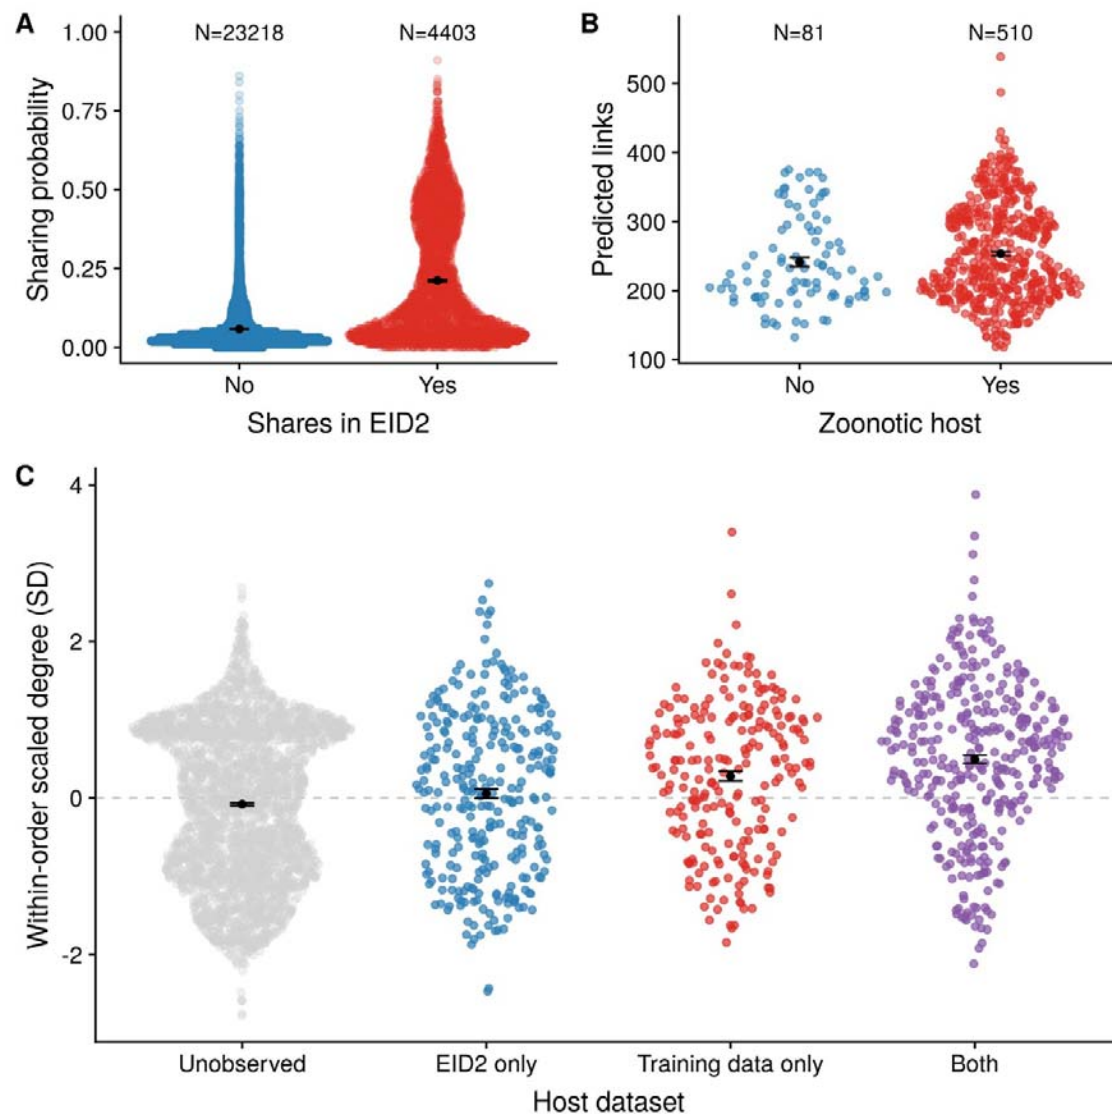 A
N=23218
N=4403
1.00
0.75
0.50
0.25
0.00
Sharing probability
No
Yes
Shares in EID2
B
N=81
N=510
500
400
300
200
100
Predicted links
No
Yes
Zoonotic host
C
4
2
0
-2
Within-order scaled degree (SD)
Unobserved
EID2 only
Training data only
Both
Host dataset